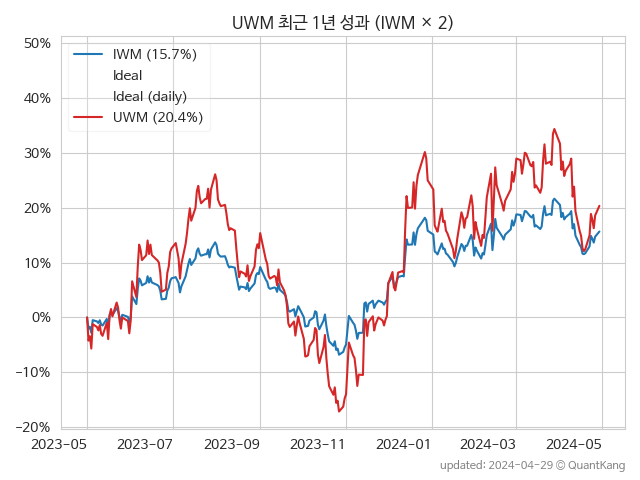 UWM 최근 1년 성과 (IWM × 2)
50%
40%
30%
20%
10%
0%
−10%
−20%
IWM (15.7%)
Ideal
Ideal (daily)
UWM (20.4%)
2023−05 2023−07 2023−09 2023−11 2024−01 2024−03 2024−05
updated: 2024−04−29 © QuantKang